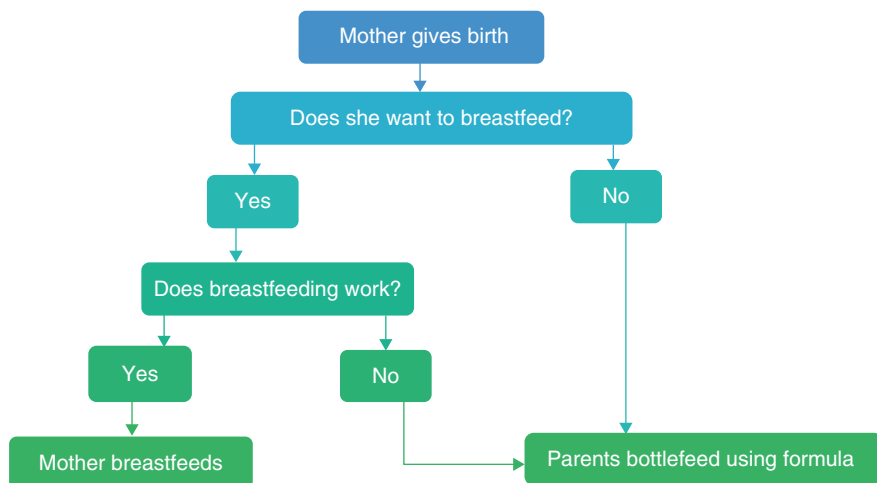 Mother gives birth
Does she want to breastfeed?
Yes
No
Does breastfeeding work?
Yes
No
Mother breastfeeds
Parents bottlefeed using formula